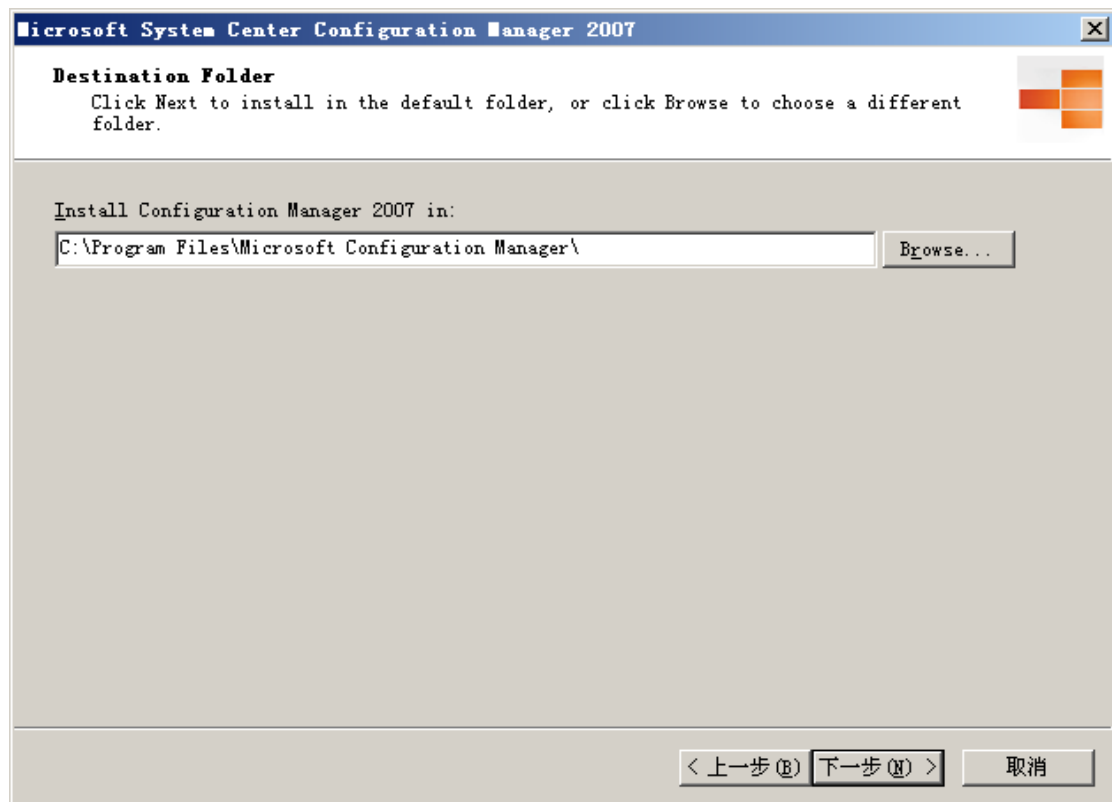 Microsoft System Center Configuration Manager 2007
Destination Folder
Click Next to install in the default folder, or click Browse to choose a different
folder.
Install Configuration Manager 2007 in:
C:\Program Files\Microsoft Configuration Manager\
Browse...
< 上一步(B)
下一步(N) >
取消